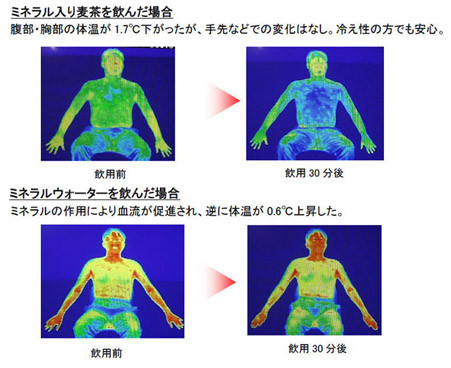 ミネラル入り麦茶を飲んだ場合
腹部・胸部の体温が1.7℃下がったが、手先などでの変化はなし。冷え性の方でも安心。
飲用前
飲用30分後
ミネラルウォーターを飲んだ場合
ミネラルの作用により血流が促進され、逆に体温が0.6℃上昇した。
飲用前
飲用30分後